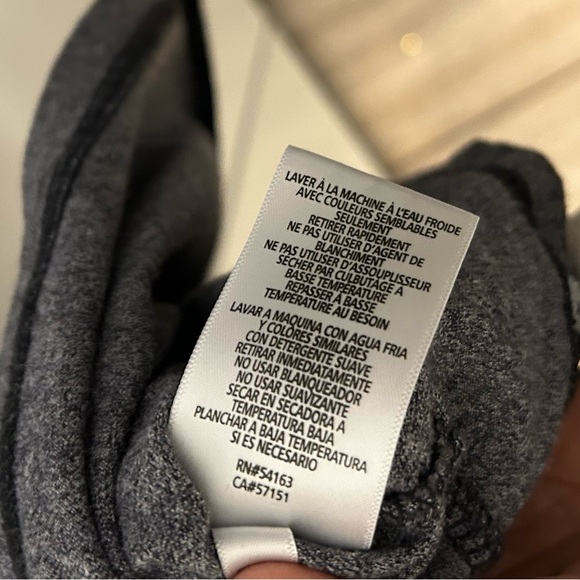 LAVER À LA MACHINE À L'EAU FROIDE
AVEC COULEURS SEMBLABLES
SEULEMENT
RETIRER RAPIDEMENT
NE PAS UTILISER D'AGENT DE
BLANCHIMENT
NE PAS UTILISER D'ASSOUPLISSEUR
SÉCHER PAR CULBUTAGE À
BASSE TEMPÉRATURE
REPASSER À BASSE
TEMPÉRATURE AU BESOIN
LAVAR A MAQUINA CON AGUA FRIA
Y COLORES SIMILARES
CON DETERGENTE SUAVE
RETIRAR INMEDIATAMENTE
NO USAR BLANQUEADOR
NO USAR SUAVIZANTE
SECAR EN SECADORA A
TEMPERATURA BAJA
PLANCHAR A BAJA TEMPERATURA
SI ES NECESARIO
RN#54163
CA#57151